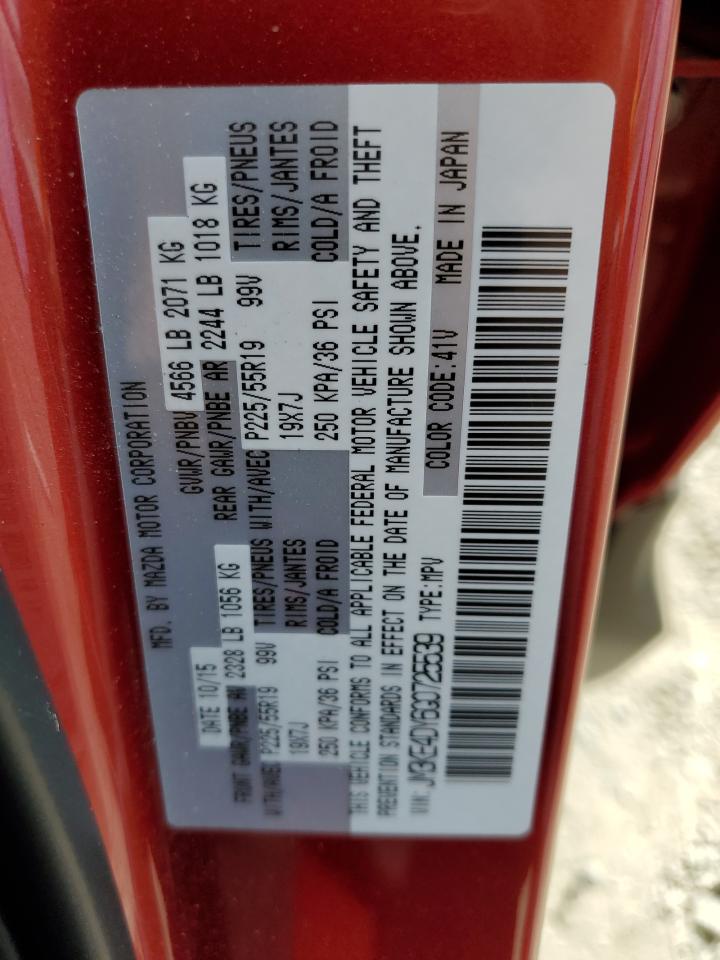 MFD. BY MAZDA MOTOR CORPORATION
DATE 10/15 GVWR/PNBV 4566 LB 2071 KG
FRONT GAWR/PNBE AV 2328 LB 1056 KG REAR GAWR/PNBE AR 2244 LB 1018 KG
WITH/AVEC P225/55R19 99V TIRES/PNEUS WITH/AVEC P225/55R19 99V TIRES/PNEUS
19X7J RIMS/JANTES 19X7J RIMS/JANTES
250 KPA/36 PSI COLD/A FROID 250 KPA/36 PSI COLD/A FROID
THIS VEHICLE CONFORMS TO ALL APPLICABLE FEDERAL MOTOR VEHICLE SAFETY AND THEFT
PREVENTION STANDARDS IN EFFECT ON THE DATE OF MANUFACTURE SHOWN ABOVE.
VIN:JM3KE4DY6G0725539 TYPE:MPV COLOR CODE:41V MADE IN JAPAN